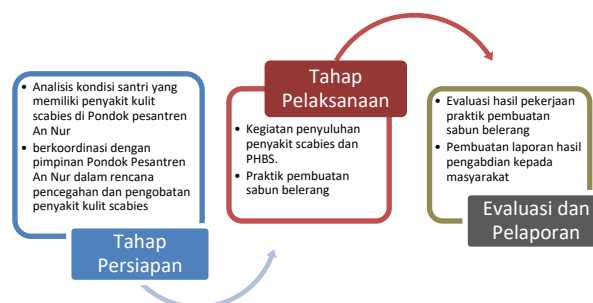 • Analisis kondisi santri yang
memiliki penyakit kulit
scabies di Pondok pesantren
An Nur
• berkoordinasi dengan
pimpinan Pondok Pesantren
An Nur dalam rencana
pencegahan dan pengobatan
penyakit kulit scabies
Tahap
Persiapan
Tahap
Pelaksanaan
• Kegiatan penyuluhan
penyakit scabies dan
PHBS.
• Praktik pembuatan
sabun belerang
• Evaluasi hasil pekerjaan
praktik pembuatan
sabun belerang
• Pembuatan laporan hasil
pengabdian kepada
masyarakat
Evaluasi dan
Pelaporan